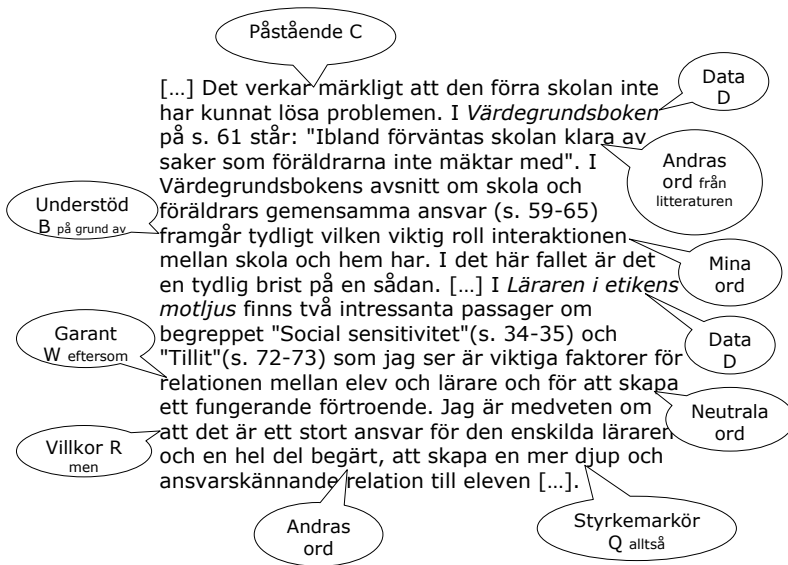 Påstående C
[…] Det verkar märkligt att den förra skolan inte
har kunnat lösa problemen. I Värdegrundsboken
på s. 61 står: "Ibland förväntas skolan klara av
saker som föräldrarna inte mäktar med". I
Värdegrundsbokens avsnitt om skola och
föräldrars gemensamma ansvar (s. 59-65)
framgår tydligt vilken viktig roll interaktionen
mellan skola och hem har. I det här fallet är det
en tydlig brist på en sådan. […] I Läraren i etikens
motljus finns två intressanta passager om
begreppet "Social sensitivitet"(s. 34-35) och
"Tillit"(s. 72-73) som jag ser är viktiga faktorer för
relationen mellan elev och lärare och för att skapa
ett fungerande förtroende. Jag är medveten om
att det är ett stort ansvar för den enskilda läraren
och en hel del begärt, att skapa en mer djup och
ansvarskännande relation till eleven […].
Data
D
Andras
ord från
litteraturen
Understöd
B på grund av
Mina
ord
Garant
W eftersom
Data
D
Neutrala
ord
Villkor R
men
Andras
ord
Styrkemarkör
Q alltså